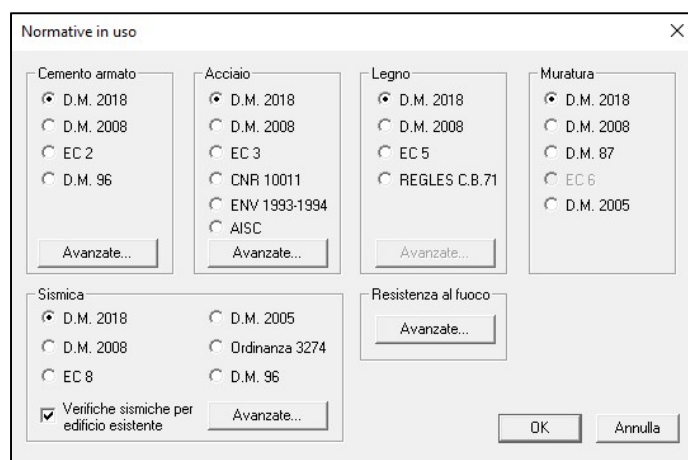 Normative in uso
Cemento armato
D.M. 2018
D.M. 2008
EC 2
D.M. 96
Avanzate...
Acciaio
D.M. 2018
D.M. 2008
EC 3
CNR 10011
ENV 1993-1994
AISC
Avanzate...
Legno
D.M. 2018
D.M. 2008
EC 5
REGLES C.B.71
Avanzate...
Muratura
D.M. 2018
D.M. 2008
D.M. 87
EC 6
D.M. 2005
Sismica
D.M. 2018
D.M. 2008
EC 8
D.M. 2005
Ordinanza 3274
D.M. 96
Verifiche sismiche per
edificio esistente
Avanzate...
Resistenza al fuoco
Avanzate...
OK
Annulla